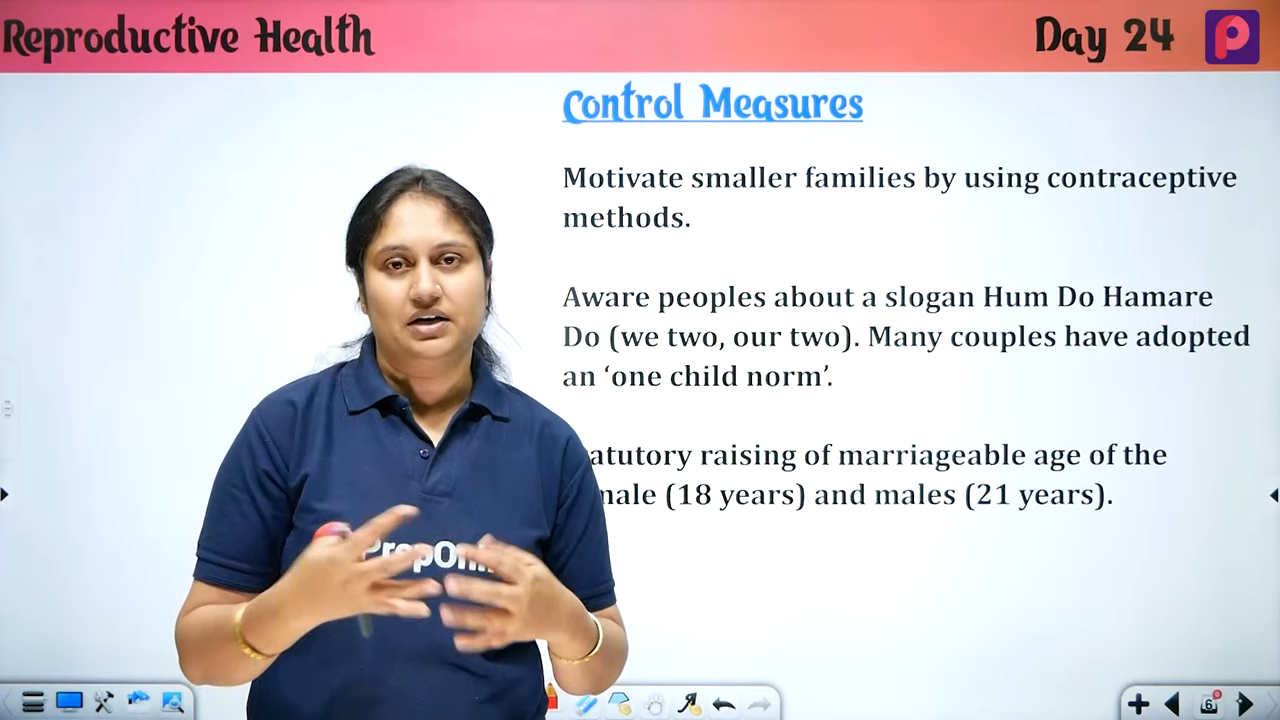 Reproductive Health
Day 24
Control Measures
Motivate smaller families by using contraceptive
methods.
Aware peoples about a slogan Hum Do Hamare
Do (we two, our two). Many couples have adopted
an ‘one child norm’.
raising of marriageable age of the
(18 years) and males (21 years).
6